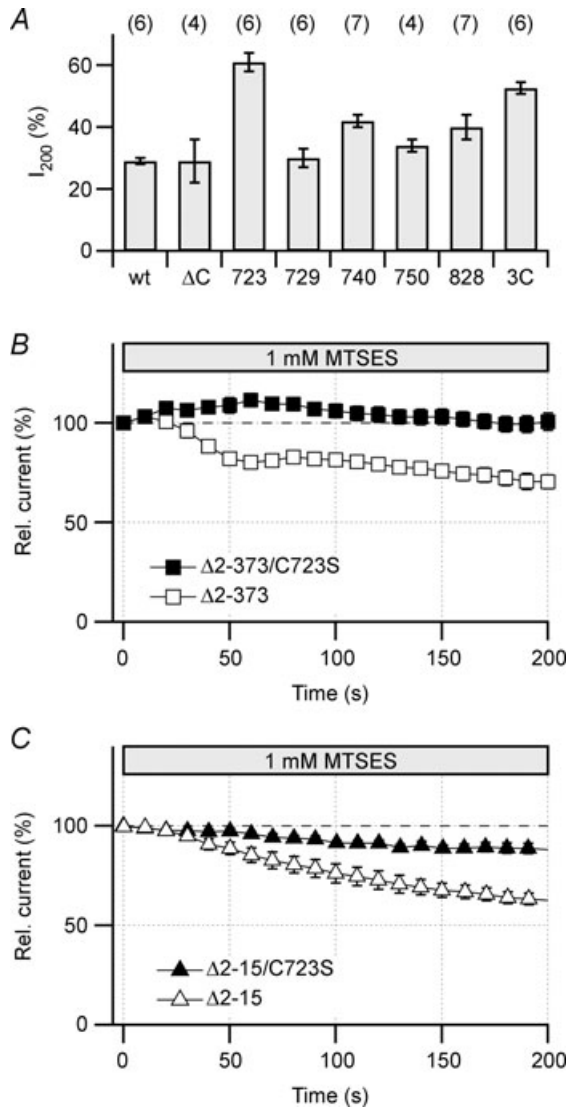 A
(6) (4) (6) (6) (7) (4) (7) (6)
60
40
20
0
I200 (%)
wt ΔC 723 729 740 750 828 3C
B
1 mM MTSES
100
50
0
Rel. current (%)
Δ2-373/C723S
Δ2-373
0 50 100 150 200
Time (s)
C
1 mM MTSES
100
50
0
Rel. current (%)
Δ2-15/C723S
Δ2-15
0 50 100 150 200
Time (s)